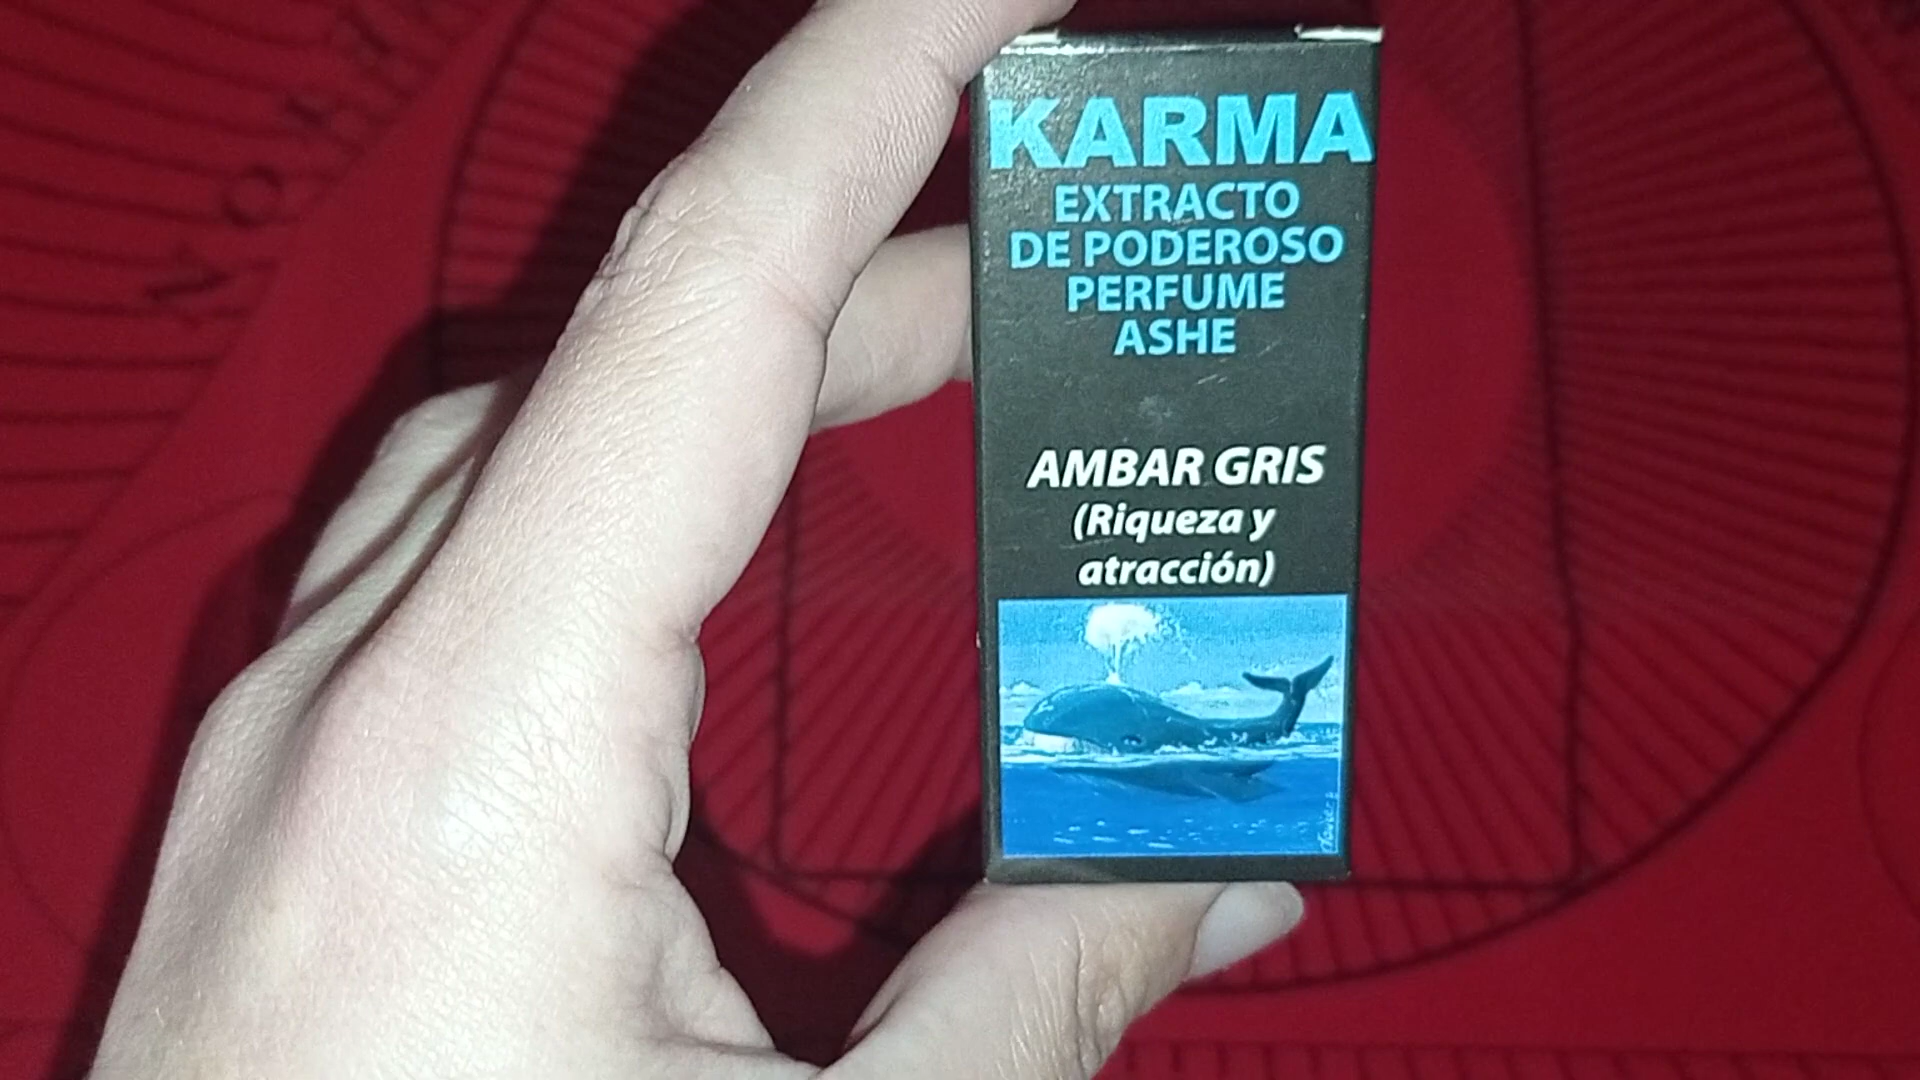 KARMA
EXTRACTO
DE PODEROSO
PERFUME
ASHE
AMBAR GRIS
(Riqueza y
atracción)